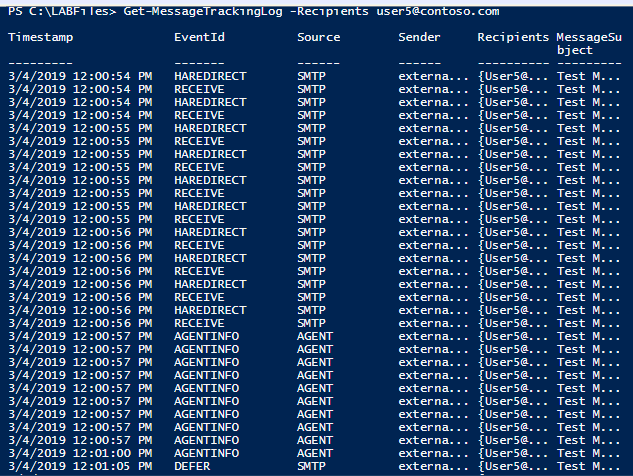 PS C:\LABFiles> Get-MessageTrackingLog -Recipients user5@contoso.com
Timestamp EventId Source Sender Recipients MessageSu
bject
--------- ------- ------ ------ ---------- ----------
3/4/2019 12:00:54 PM HAREDIRECT SMTP externa... {User5@... Test M...
3/4/2019 12:00:54 PM RECEIVE SMTP externa... {User5@... Test M...
3/4/2019 12:00:54 PM HAREDIRECT SMTP externa... {User5@... Test M...
3/4/2019 12:00:54 PM RECEIVE SMTP externa... {User5@... Test M...
3/4/2019 12:00:55 PM HAREDIRECT SMTP externa... {User5@... Test M...
3/4/2019 12:00:55 PM RECEIVE SMTP externa... {User5@... Test M...
3/4/2019 12:00:55 PM HAREDIRECT SMTP externa... {User5@... Test M...
3/4/2019 12:00:55 PM RECEIVE SMTP externa... {User5@... Test M...
3/4/2019 12:00:55 PM HAREDIRECT SMTP externa... {User5@... Test M...
3/4/2019 12:00:55 PM RECEIVE SMTP externa... {User5@... Test M...
3/4/2019 12:00:55 PM HAREDIRECT SMTP externa... {User5@... Test M...
3/4/2019 12:00:55 PM RECEIVE SMTP externa... {User5@... Test M...
3/4/2019 12:00:56 PM HAREDIRECT SMTP externa... {User5@... Test M...
3/4/2019 12:00:56 PM RECEIVE SMTP externa... {User5@... Test M...
3/4/2019 12:00:56 PM HAREDIRECT SMTP externa... {User5@... Test M...
3/4/2019 12:00:56 PM RECEIVE SMTP externa... {User5@... Test M...
3/4/2019 12:00:56 PM HAREDIRECT SMTP externa... {User5@... Test M...
3/4/2019 12:00:56 PM RECEIVE SMTP externa... {User5@... Test M...
3/4/2019 12:00:56 PM HAREDIRECT SMTP externa... {User5@... Test M...
3/4/2019 12:00:56 PM RECEIVE SMTP externa... {User5@... Test M...
3/4/2019 12:00:57 PM AGENTINFO AGENT externa... {User5@... Test M...
3/4/2019 12:00:57 PM AGENTINFO AGENT externa... {User5@... Test M...
3/4/2019 12:00:57 PM AGENTINFO AGENT externa... {User5@... Test M...
3/4/2019 12:00:57 PM AGENTINFO AGENT externa... {User5@... Test M...
3/4/2019 12:00:57 PM AGENTINFO AGENT externa... {User5@... Test M...
3/4/2019 12:00:57 PM AGENTINFO AGENT externa... {User5@... Test M...
3/4/2019 12:00:57 PM AGENTINFO AGENT externa... {User5@... Test M...
3/4/2019 12:00:57 PM AGENTINFO AGENT externa... {User5@... Test M...
3/4/2019 12:00:57 PM AGENTINFO AGENT externa... {User5@... Test M...
3/4/2019 12:01:00 PM AGENTINFO AGENT externa... {User5@... Test M...
3/4/2019 12:01:05 PM DEFER SMTP externa... {User5@... Test M...